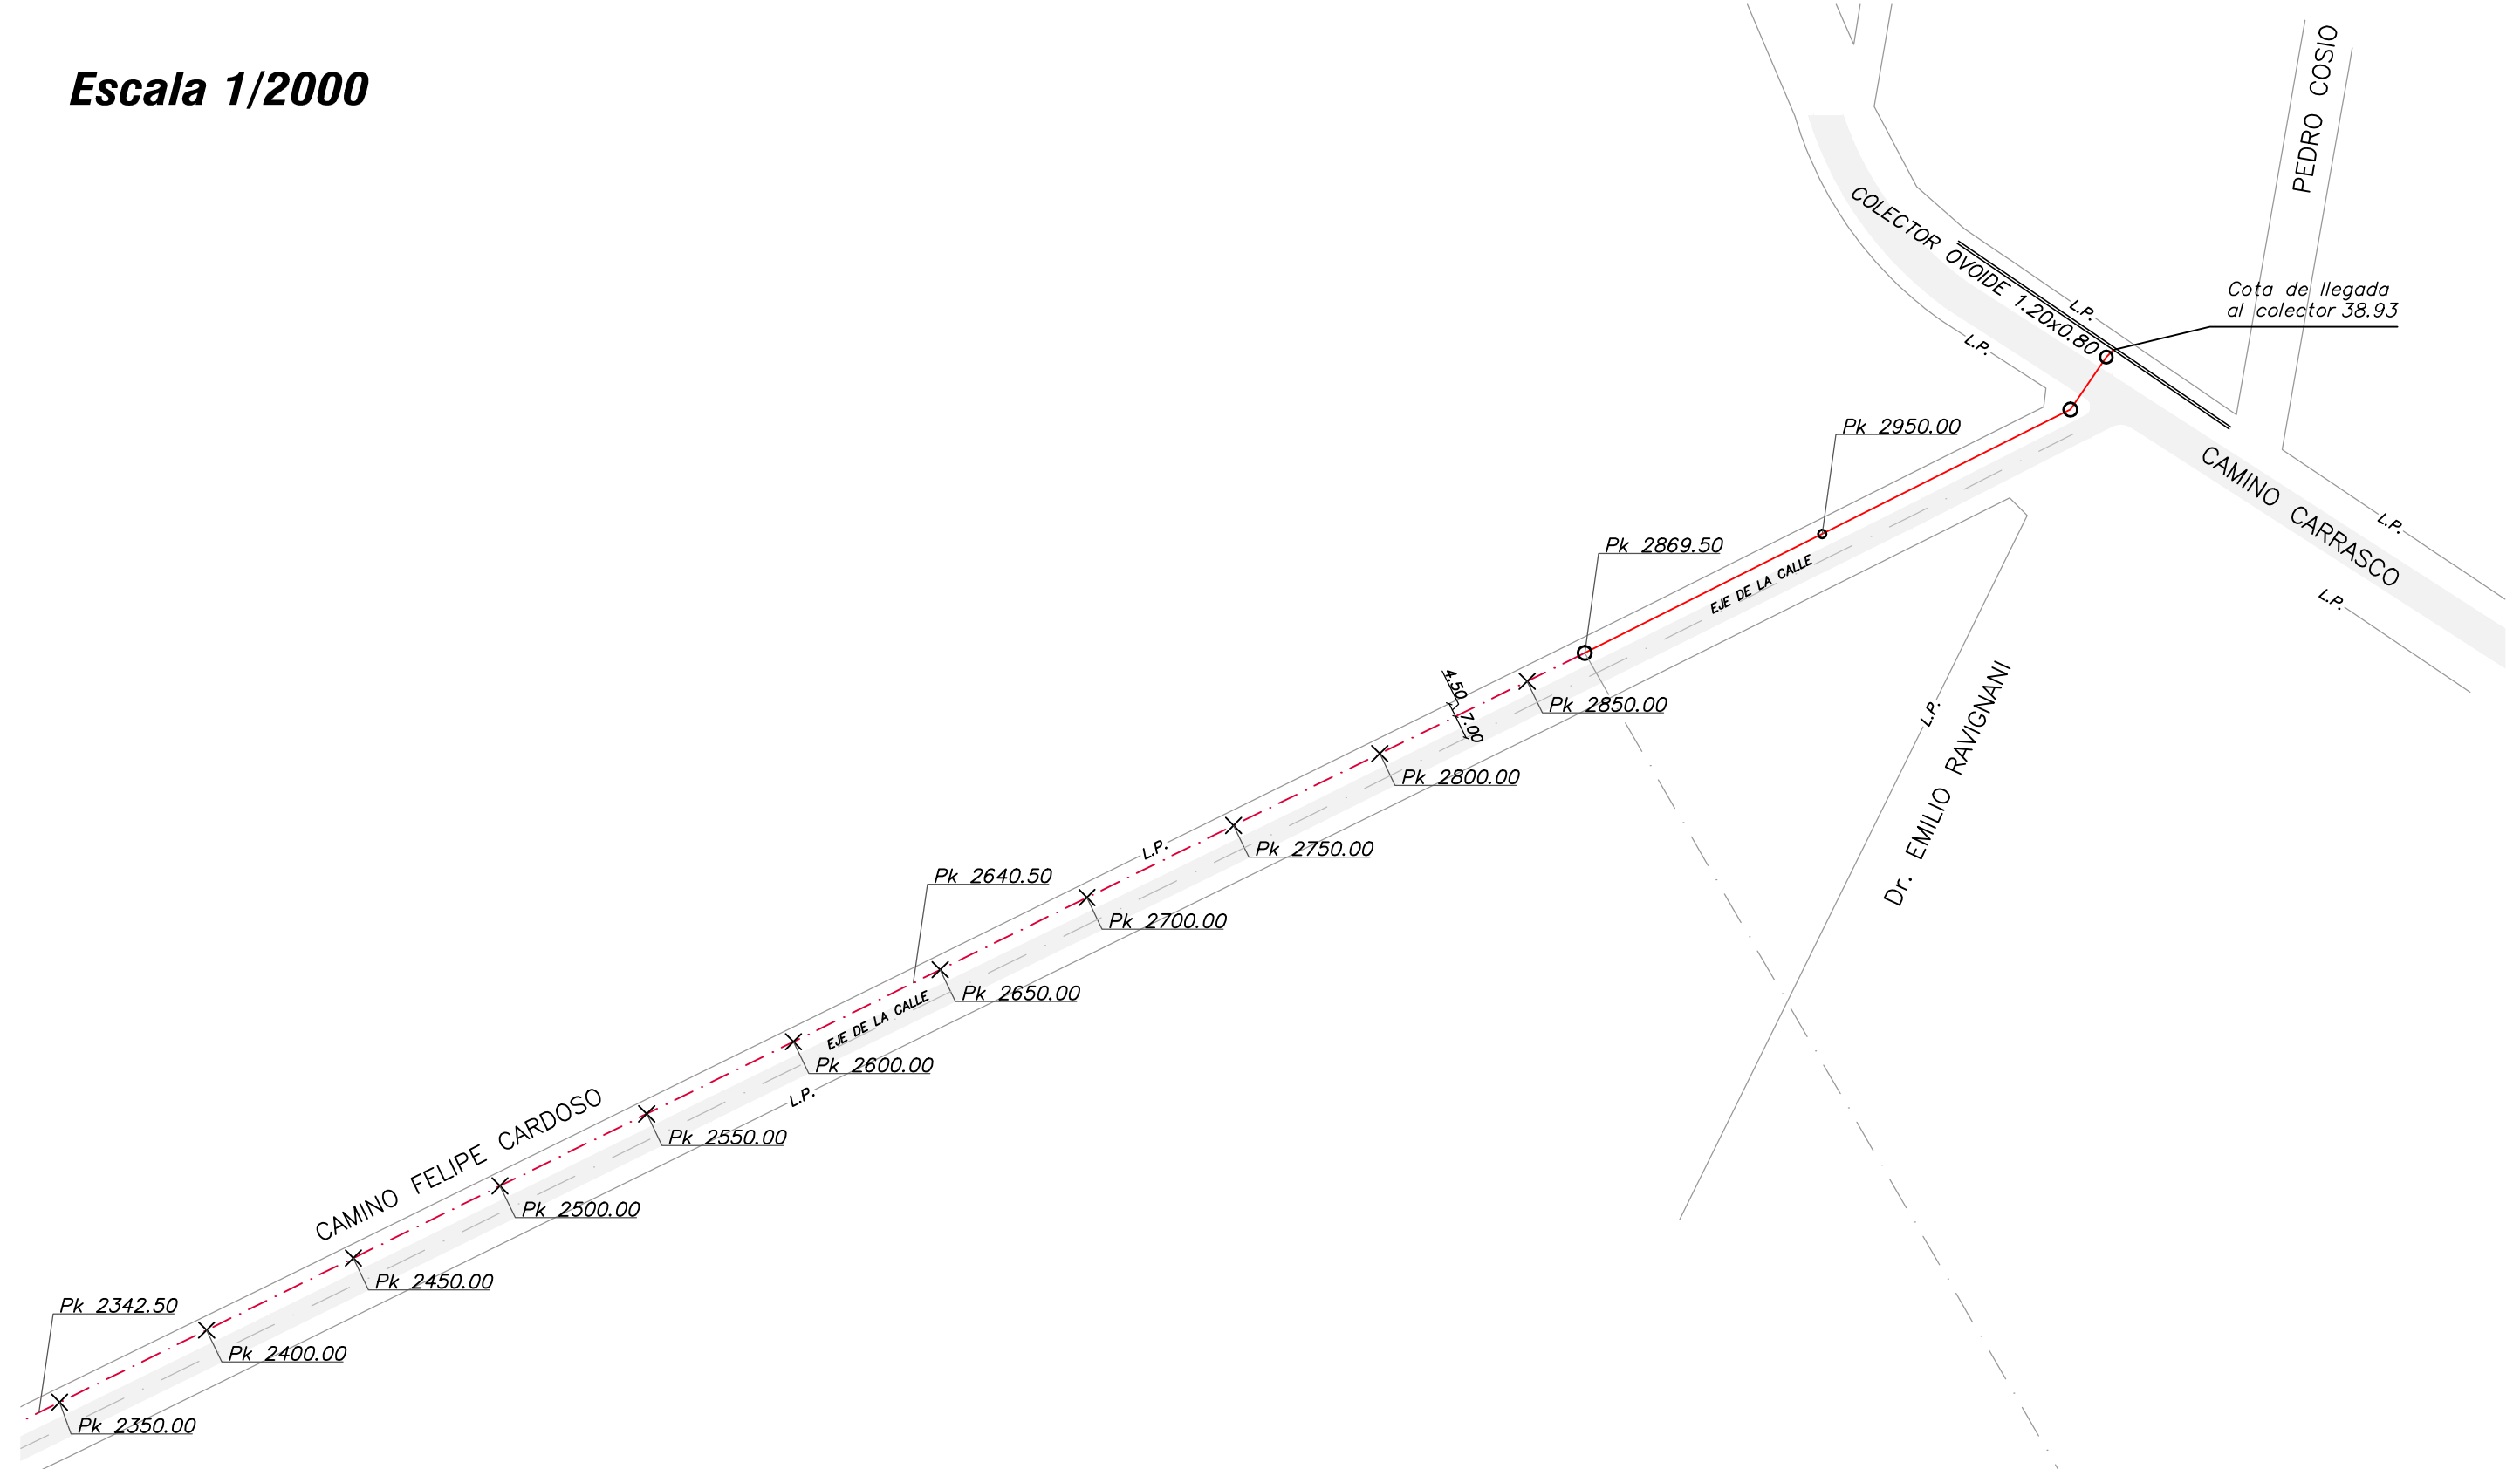 Escala 1/2000
PEDRO COSIO
COLECTOR OVOIDE 1.20x0.80
L.P.
Cota de llegada
al colector 38.93
L.P.
Pk 2950.00
CAMINO CARRASCO
L.P.
Pk 2869.50
EJE DE LA CALLE
L.P.
4.50
7.00
Pk 2850.00
L.P.
Dr. EMILIO RAVIGNANI
Pk 2800.00
L.P.
Pk 2750.00
Pk 2640.50
Pk 2700.00
Pk 2650.00
EJE DE LA CALLE
Pk 2600.00
L.P.
CAMINO FELIPE CARDOSO
Pk 2550.00
Pk 2500.00
Pk 2450.00
Pk 2342.50
Pk 2400.00
Pk 2350.00